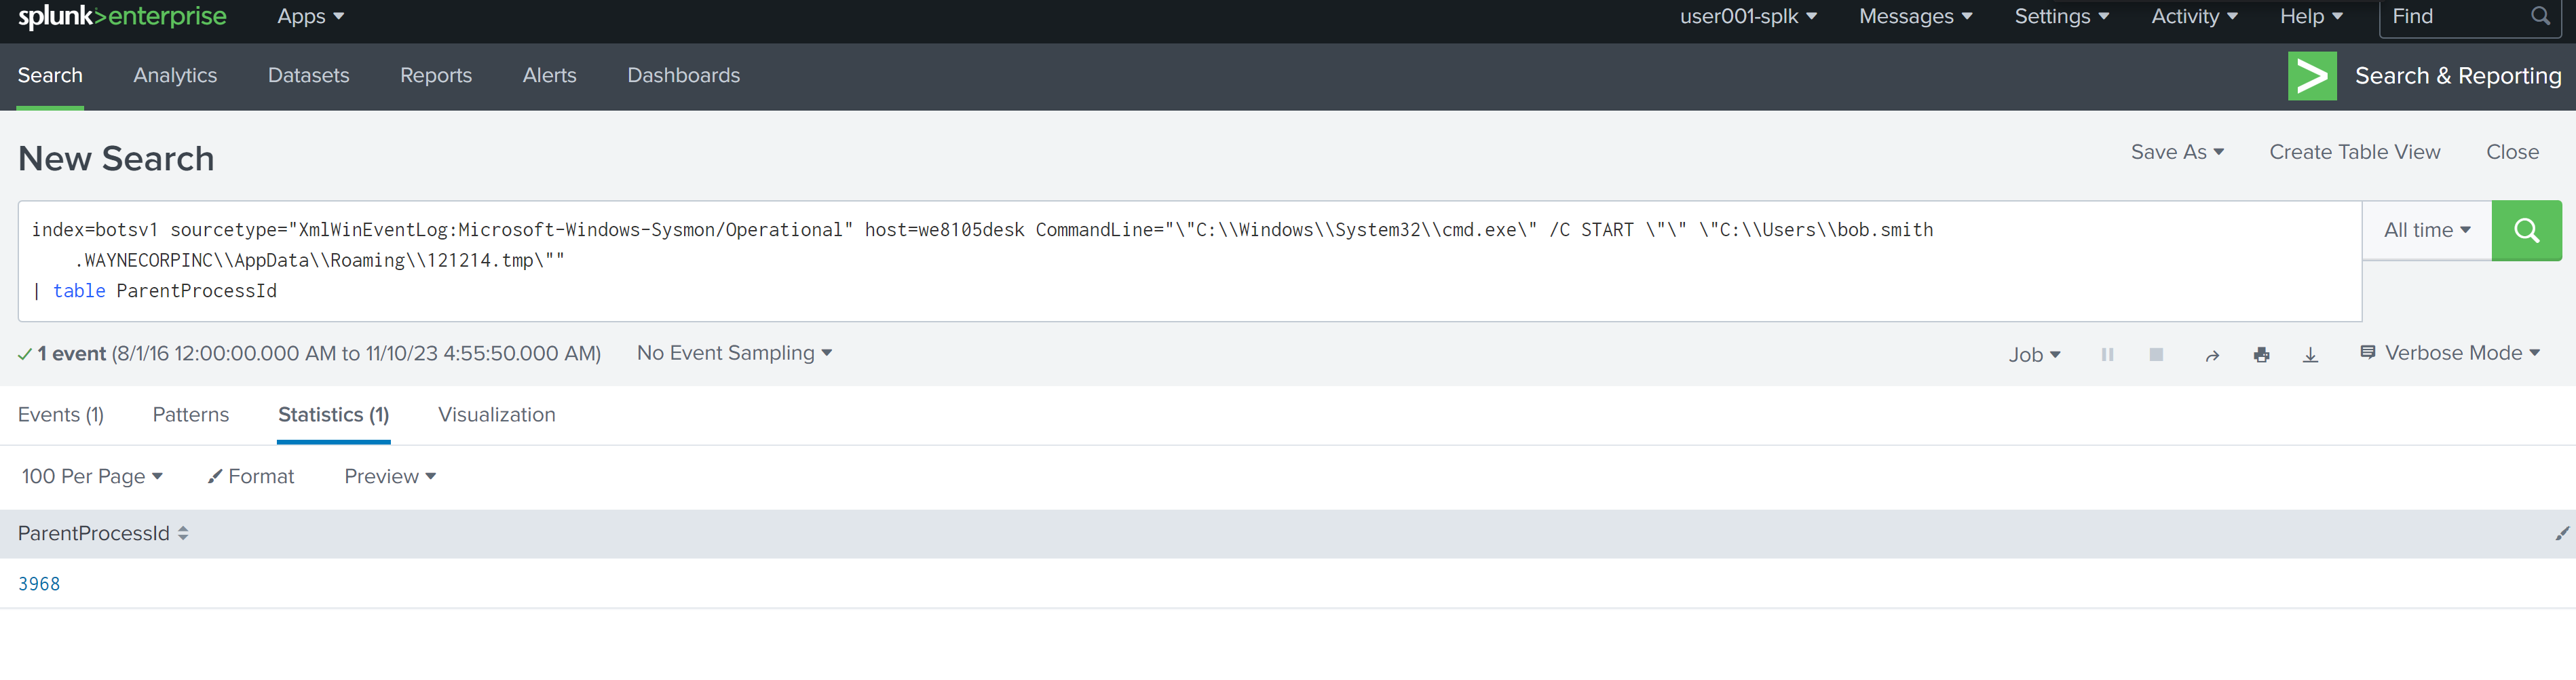 splunk>enterprise Apps user001-splk Messages Settings Activity Help Find
Search Analytics Datasets Reports Alerts Dashboards Search & Reporting
New Search Save As Create Table View Close
index=botsv1 sourcetype="XmlWinEventLog:Microsoft-Windows-Sysmon/Operational" host=we8105desk CommandLine="\"C:\\Windows\\System32\\cmd.exe\" /C START \"\" \"C:\\Users\\bob.smith
.WAYNECORPINC\\AppData\\Roaming\\121214.tmp\""
| table ParentProcessId
All time
1 event (8/1/16 12:00:00.000 AM to 11/10/23 4:55:50.000 AM) No Event Sampling Job Verbose Mode
Events (1) Patterns Statistics (1) Visualization
100 Per Page Format Preview
ParentProcessId
3968